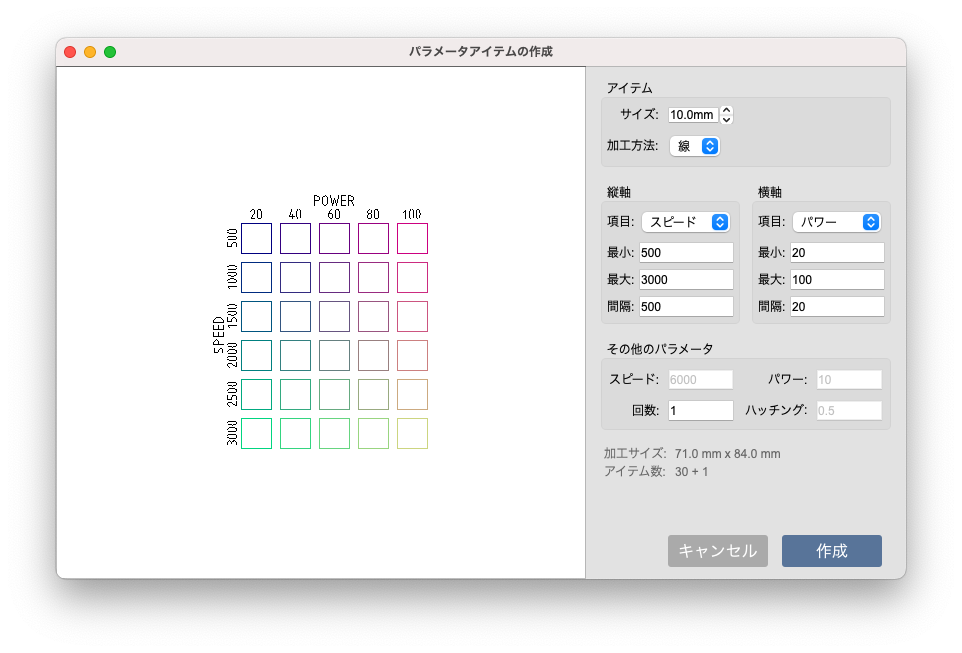 パラメータアイテムの作成
POWER
20 40 60 80 100
SPEED
500
1000
1500
2000
2500
3000
アイテム
サイズ: 10.0mm
加工方法: 線
縦軸
項目: スピード
最小: 500
最大: 3000
間隔: 500
横軸
項目: パワー
最小: 20
最大: 100
間隔: 20
その他のパラメータ
スピード: 6000 パワー: 10
回数: 1 ハッチング: 0.5
加工サイズ: 71.0 mm x 84.0 mm
アイテム数: 30 + 1
キャンセル 作成